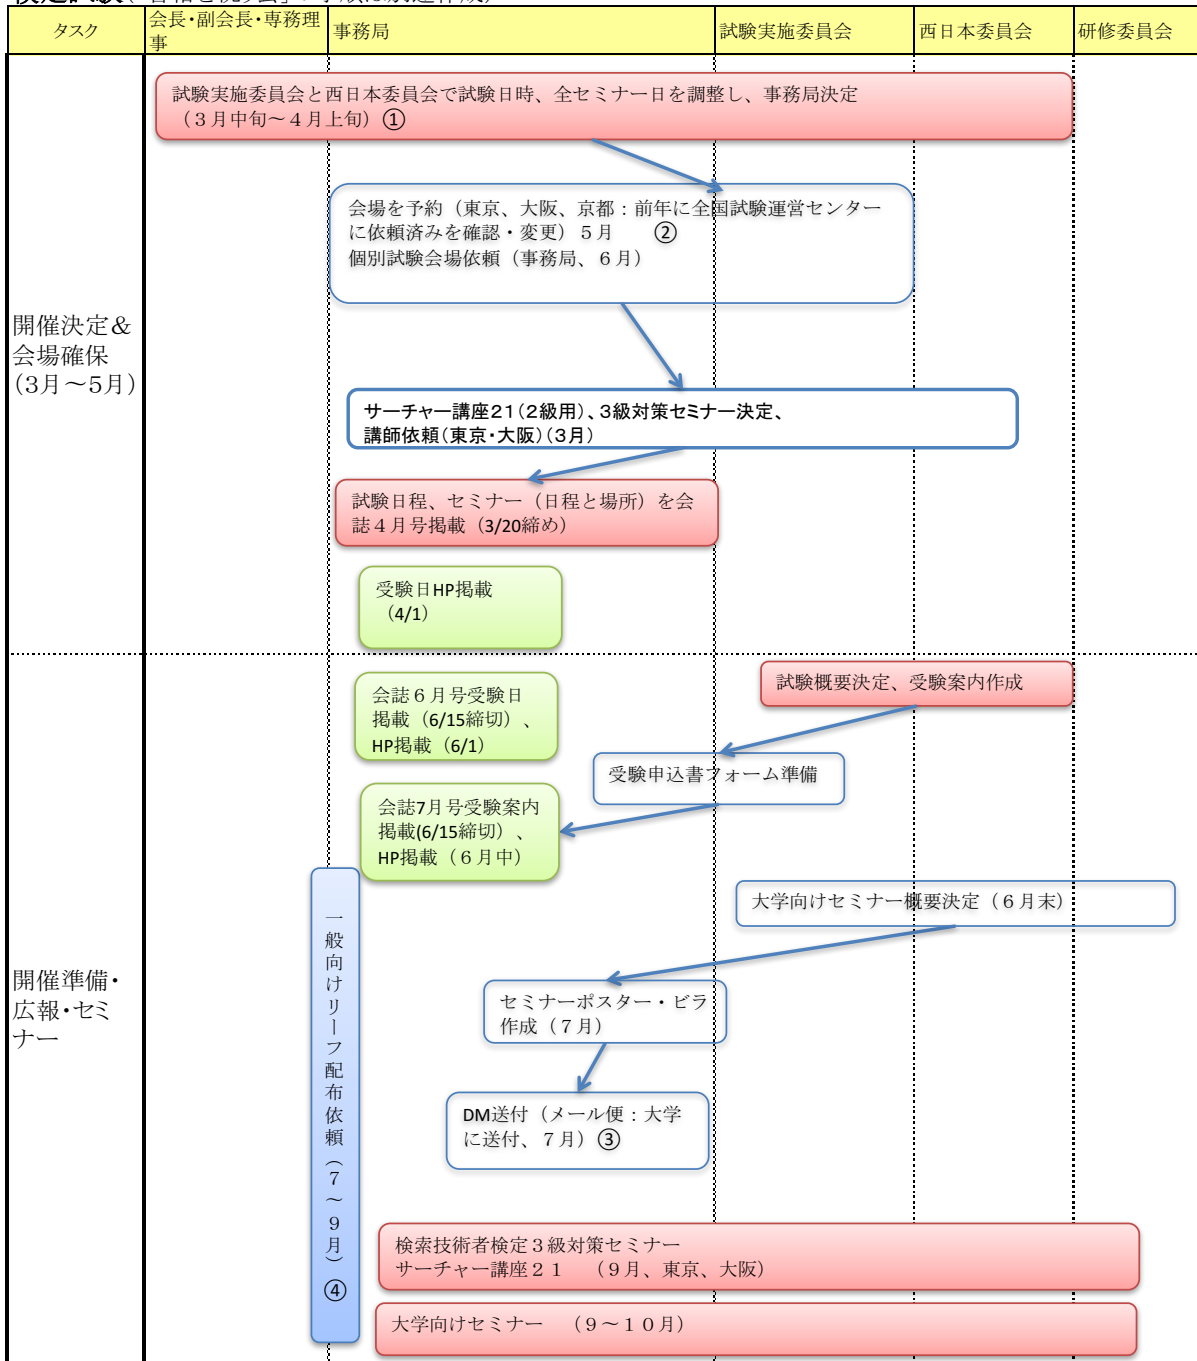 タスク
会長・副会長・専務理
事
事務局
試験実施委員会
西日本委員会
研修委員会
試験実施委員会と西日本委員会で試験日時、全セミナー日を調整し、事務局決定
（３月中旬～４月上旬）①
会場を予約（東京、大阪、京都：前年に全国試験運営センター
に依頼済みを確認・変更）５月　　②
個別試験会場依頼（事務局、６月）
開催決定＆
会場確保
（3月～5月）
サーチャー講座21（2級用）、3級対策セミナー決定、
講師依頼（東京・大阪）（3月）
試験日程、セミナー（日程と場所）を会
誌４月号掲載（3/20締め）
受験日HP掲載
（4/1）
試験概要決定、受験案内作成
会誌６月号受験日
掲載（6/15締切）、
HP掲載（6/1）
受験申込書フォーム準備
会誌7月号受験案内
掲載(6/15締切）、
HP掲載（６月中）
大学向けセミナー概要決定（６月末）
一般向けリーフ配布依頼（７～９月）④
開催準備・
広報・セミ
ナー
セミナーポスター・ビラ
作成（７月）
DM送付（メール便：大学
に送付、７月）③
検索技術者検定３級対策セミナー
サーチャー講座２１　（９月、東京、大阪）
大学向けセミナー　（９～１０月）